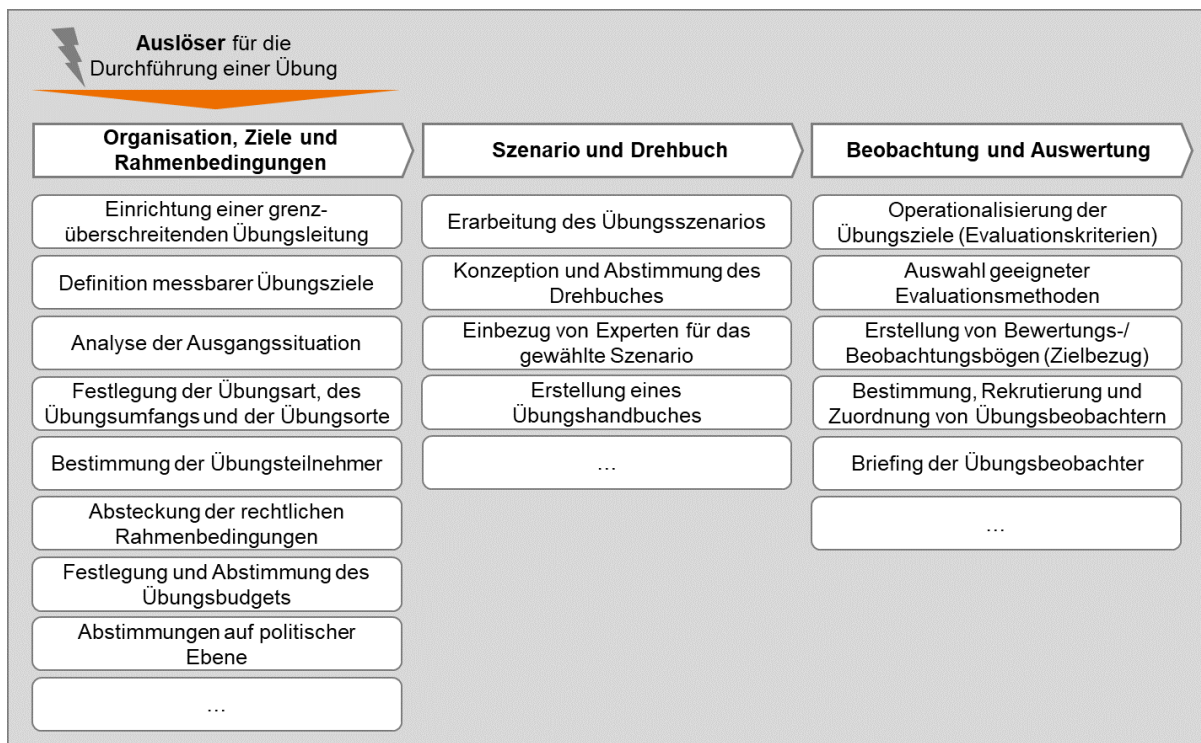 Auslöser für die
Durchführung einer Übung
Organisation, Ziele und
Rahmenbedingungen
Einrichtung einer grenz-
überschreitenden Übungsleitung
Definition messbarer Übungsziele
Analyse der Ausgangssituation
Festlegung der Übungsart, des
Übungsumfangs und der Übungsorte
Bestimmung der Übungsteilnehmer
Absteckung der rechtlichen
Rahmenbedingungen
Festlegung und Abstimmung des
Übungsbudgets
Abstimmungen auf politischer
Ebene
…
Szenario und Drehbuch
Erarbeitung des Übungsszenarios
Konzeption und Abstimmung des
Drehbuches
Einbezug von Experten für das
gewählte Szenario
Erstellung eines
Übungshandbuches
…
Beobachtung und Auswertung
Operationalisierung der
Übungsziele (Evaluationskriterien)
Auswahl geeigneter
Evaluationsmethoden
Erstellung von Bewertungs-/
Beobachtungsbögen (Zielbezug)
Bestimmung, Rekrutierung und
Zuordnung von Übungsbeobachtern
Briefing der Übungsbeobachter
…